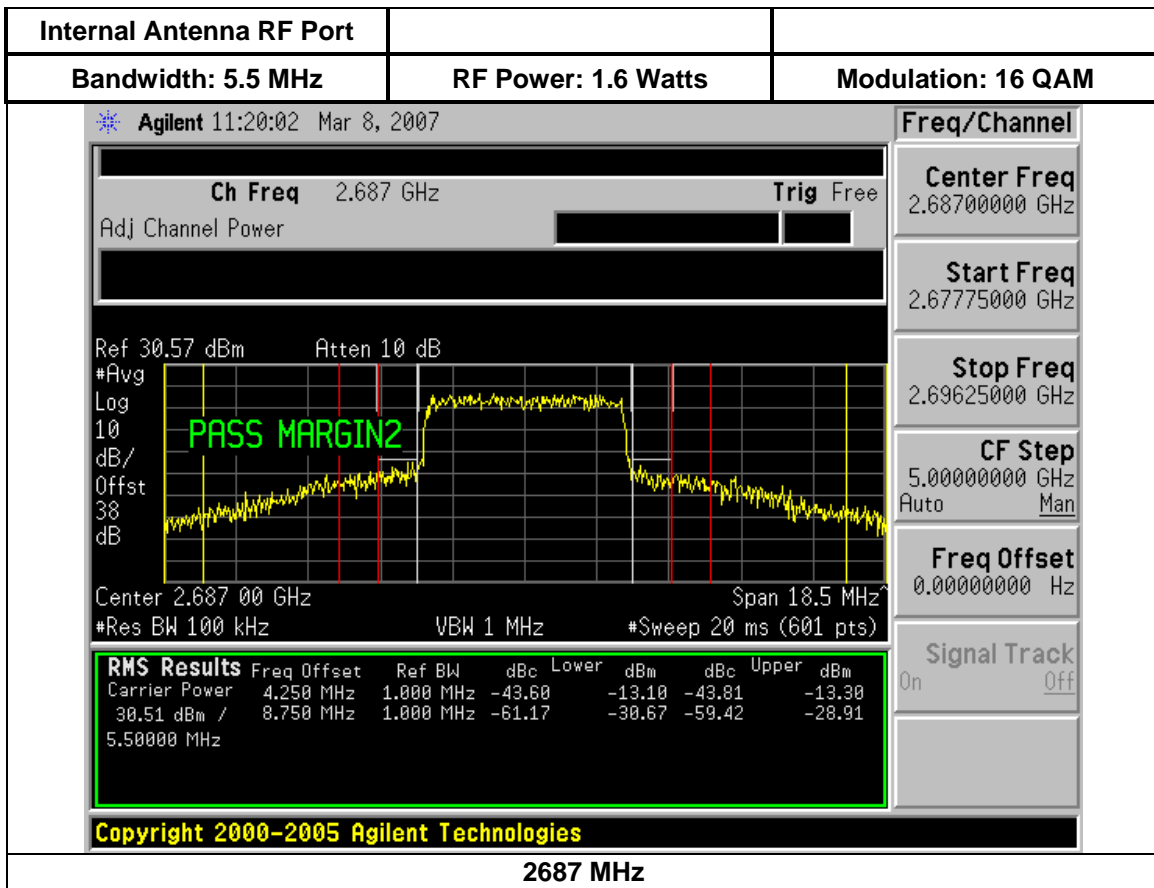 Internal Antenna RF Port
Bandwidth: 5.5 MHz RF Power: 1.6 Watts Modulation: 16 QAM
Agilent 11:20:02 Mar 8, 2007 Freq/Channel
Ch Freq 2.687 GHz Trig Free
Adj Channel Power
Center Freq
2.68700000 GHz
Start Freq
2.67775000 GHz
Stop Freq
2.69625000 GHz
CF Step
5.00000000 GHz
Auto Man
Freq Offset
0.00000000 Hz
Signal Track
On Off
Ref 30.57 dBm Atten 10 dB
#Avg
Log
10
dB/
Offst
38
dB
PASS MARGIN2
Center 2.687 00 GHz Span 18.5 MHz^
#Res BW 100 kHz VBW 1 MHz #Sweep 20 ms (601 pts)
RMS Results Freq Offset Ref BW dBc Lower dBm dBc Upper dBm
Carrier Power 4.250 MHz 1.000 MHz -43.60 -13.10 -43.81 -13.30
30.51 dBm / 8.750 MHz 1.000 MHz -61.17 -30.67 -59.42 -28.91
5.50000 MHz
Copyright 2000-2005 Agilent Technologies
2687 MHz